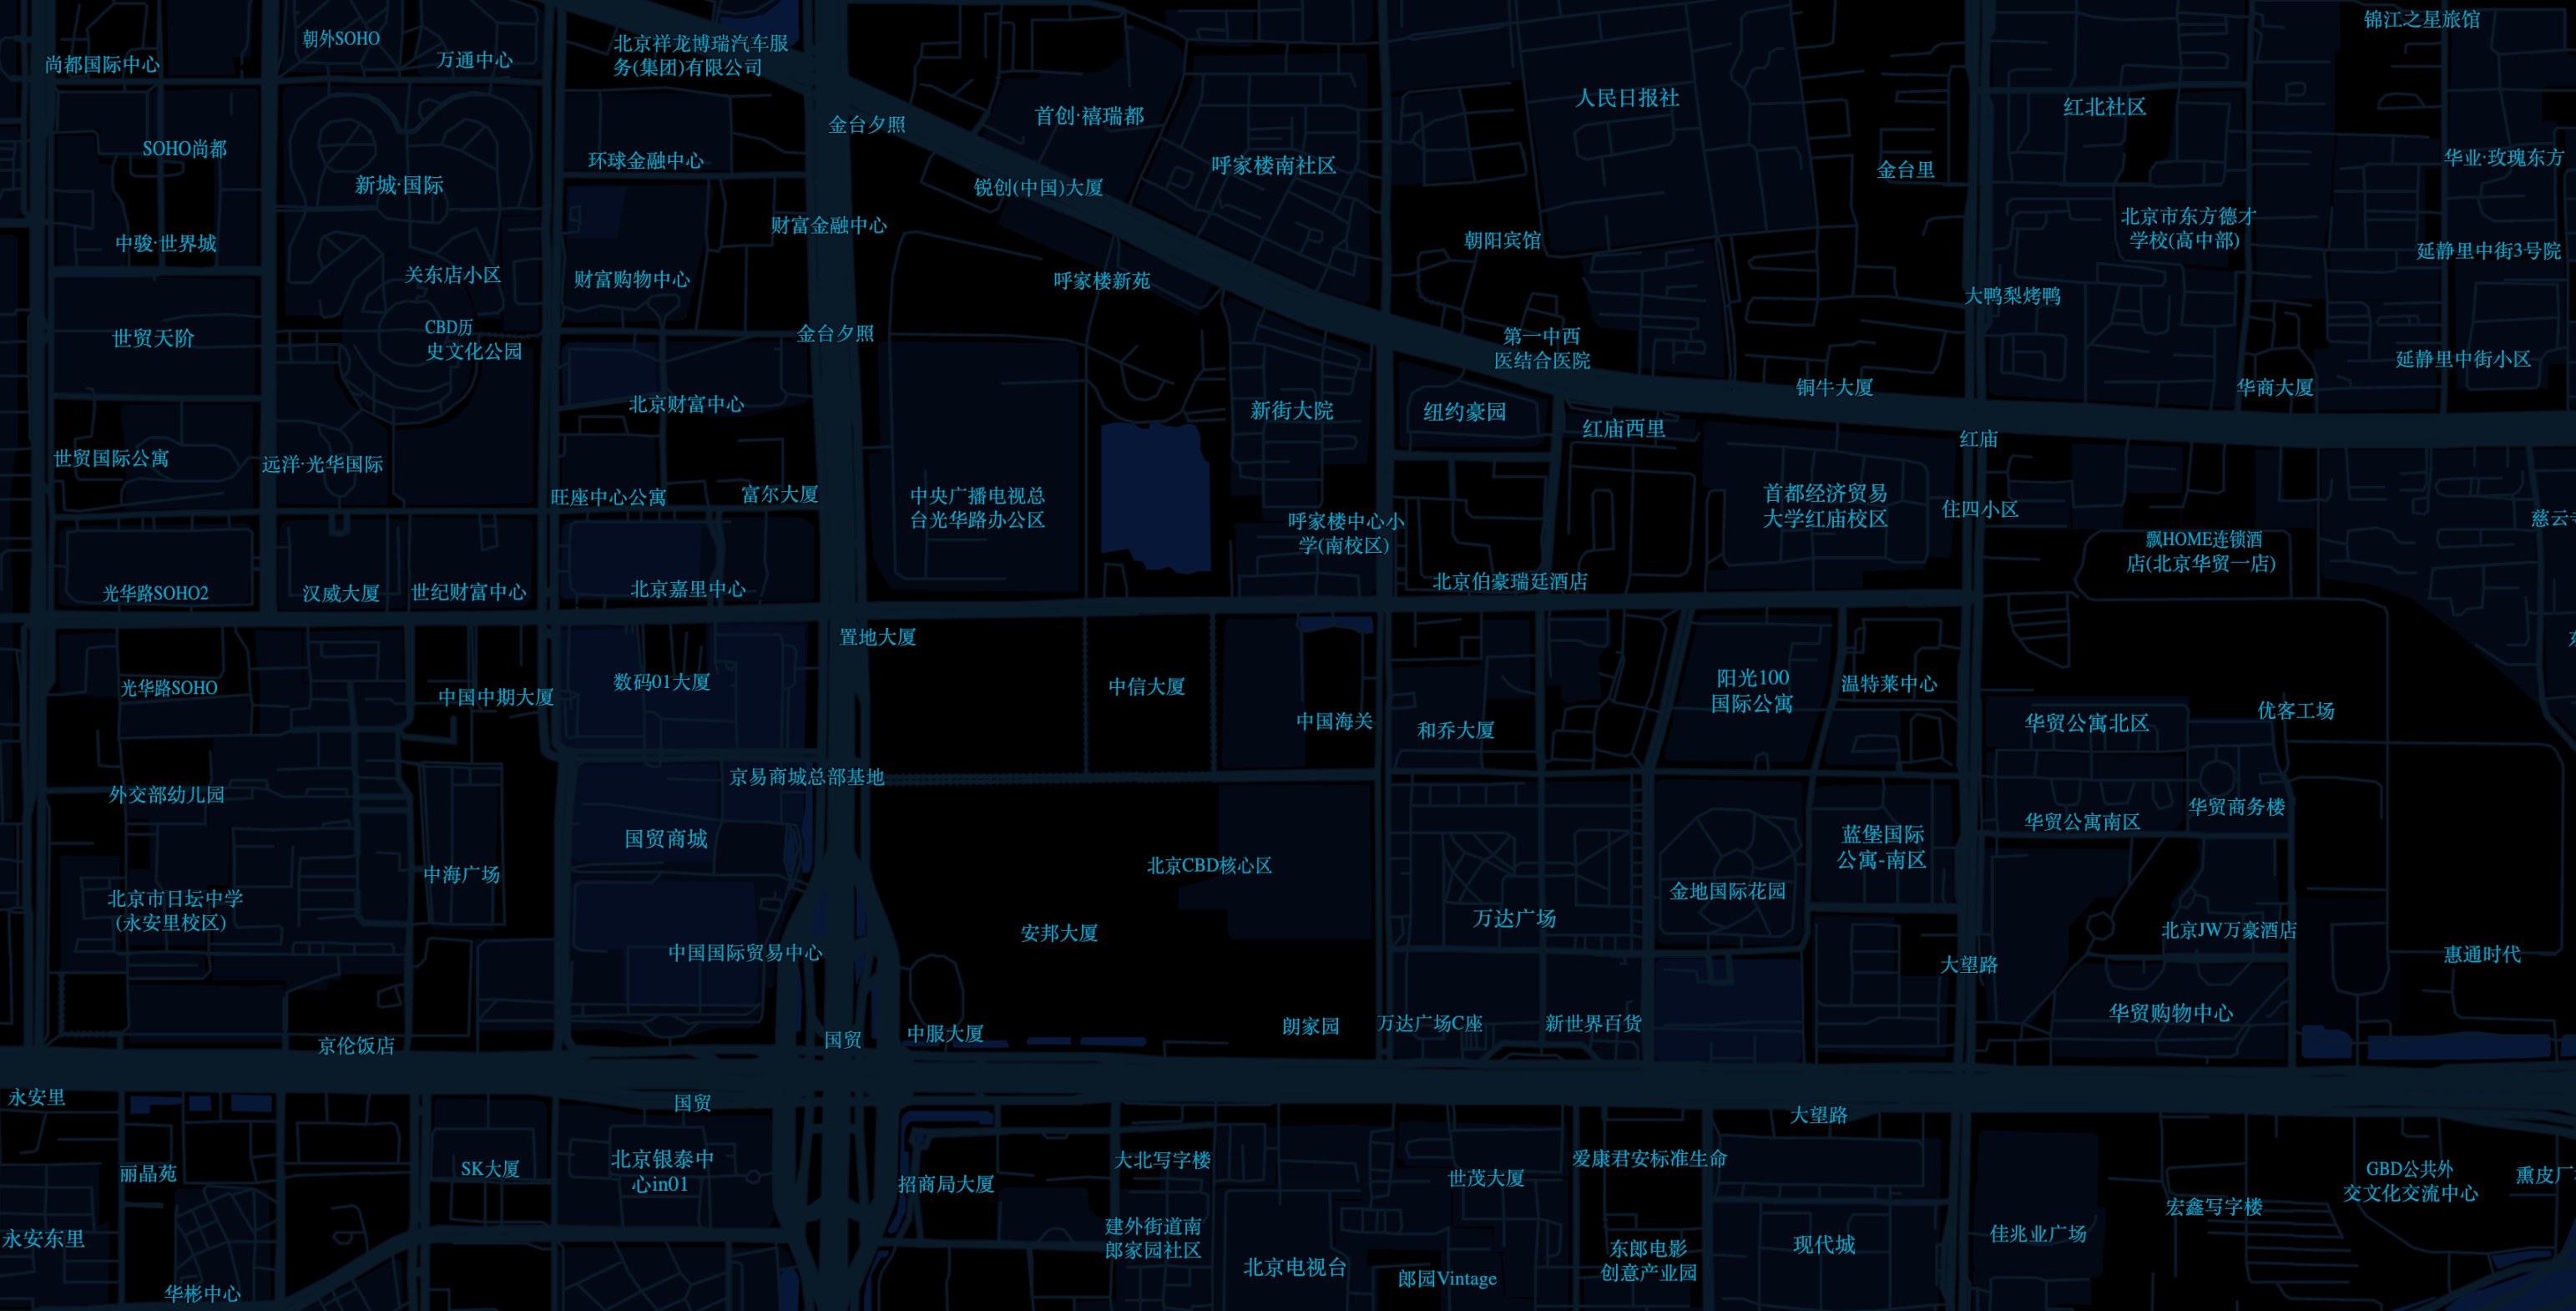 锦江之星旅馆
朝外SOHO
北京祥龙博瑞汽车服
务(集团)有限公司
尚都国际中心
万通中心
人民日报社
红北社区
首创·禧瑞都
金台夕照
SOHO尚都
环球金融中心
呼家楼南社区
金台里
华业·玫瑰东方
新城·国际
锐创(中国)大厦
北京市东方德才
学校(高中部)
财富金融中心
中骏·世界城
朝阳宾馆
延静里中街3号院
关东店小区
财富购物中心
呼家楼新苑
大鸭梨烤鸭
CBD历
史文化公园
世贸天阶
金台夕照
第一中西
医结合医院
延静里中街小区
铜牛大厦
华商大厦
北京财富中心
新街大院
纽约豪园
红庙西里
红庙
世贸国际公寓
远洋·光华国际
旺座中心公寓
富尔大厦
中央广播电视总
台光华路办公区
首都经济贸易
大学红庙校区
住四小区
呼家楼中心小
学(南校区)
慈云寺
飘HOME连锁酒
店(北京华贸一店)
光华路SOHO2
汉威大厦
世纪财富中心
北京嘉里中心
北京伯豪瑞廷酒店
置地大厦
光华路SOHO
中国中期大厦
数码01大厦
中信大厦
阳光100
国际公寓
温特莱中心
中国海关
和乔大厦
华贸公寓北区
优客工场
京易商城总部基地
外交部幼儿园
华贸商务楼
国贸商城
华贸公寓南区
蓝堡国际
公寓-南区
中海广场
北京CBD核心区
金地国际花园
北京市日坛中学
(永安里校区)
万达广场
安邦大厦
北京JW万豪酒店
中国国际贸易中心
大望路
惠通时代
华贸购物中心
京伦饭店
国贸
中服大厦
朗家园
万达广场C座
新世界百货
永安里
国贸
大望路
丽晶苑
SK大厦
北京银泰中
心in01
招商局大厦
大北写字楼
世茂大厦
爱康君安标准生命
GBD公共外
交文化交流中心
熏皮厂
宏鑫写字楼
永安东里
建外街道南
郎家园社区
北京电视台
郎园Vintage
东郎电影
创意产业园
现代城
佳兆业广场
华彬中心